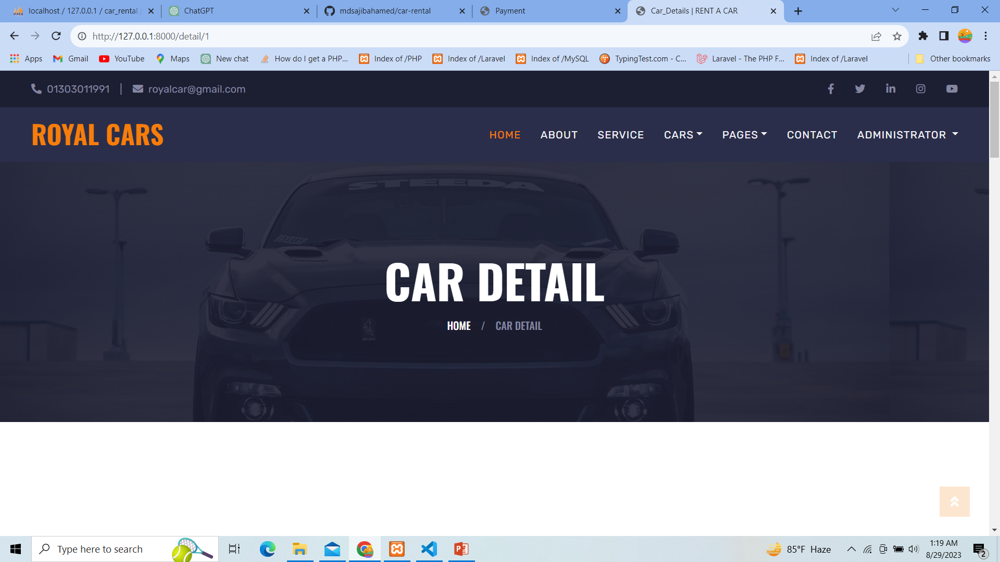 localhost / 127.0.0.1 / car_rental
ChatGPT
mdsajibahamed/car-rental
Payment
Car_Details | RENT A CAR
http://127.0.0.1:8000/detail/1
Apps
Gmail
YouTube
Maps
New chat
How do I get a PHP...
Index of /PHP
Index of /Laravel
Index of /MySQL
TypingTest.com - C...
Laravel - The PHP F...
Index of /Laravel
Other bookmarks
01303011991 | royalcar@gmail.com
ROYAL CARS
HOME
ABOUT
SERVICE
CARS
PAGES
CONTACT
ADMINISTRATOR
STEEDA
CAR DETAIL
HOME / CAR DETAIL
Type here to search
85°F Haze
1:19 AM
8/29/2023
2